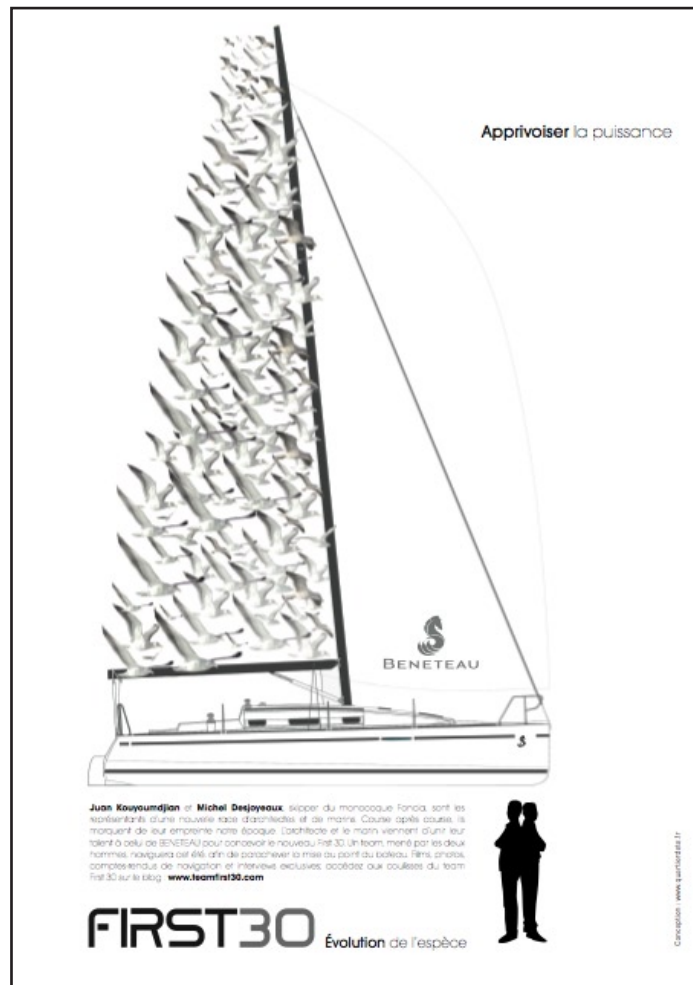 Apprivoiser la puissance
BENETEAU
Juan Kouyoumdjian et Michel Desjoyeaux, skipper du monocoque Foncia, sont les
représentants d'une nouvelle race d'architectes et de marins. Course après course, ils
marquent de leur empreinte notre époque. L'architecte et le marin viennent d'unir leur
talent à celui de BENETEAU pour concevoir le nouveau First 30. Un team, mené par les deux
hommes, naviguera cet été, afin de parachever la mise au point du bateau. Films, photos,
comptes-rendus de navigation et interviews exclusives, accédez aux coulisses du team
First 30 sur le blog : www.teamfirst30.com
FIRST30 Évolution de l'espèce
Conception : www.quartierdete.fr